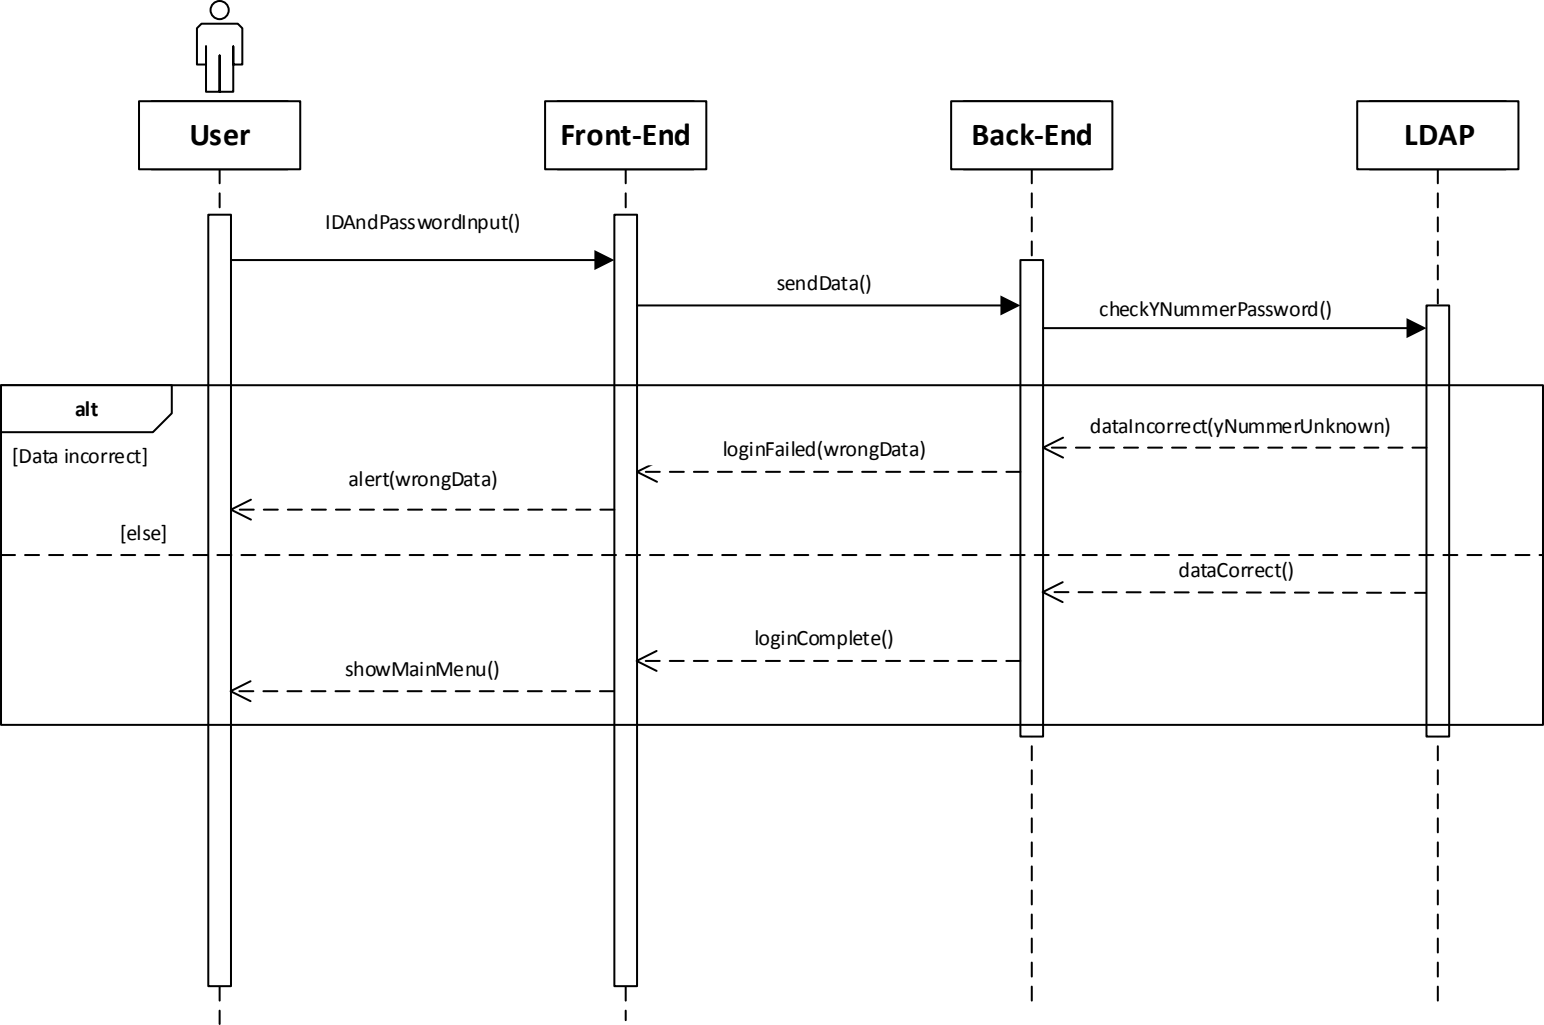 User
Front-End
Back-End
LDAP
IDAndPasswordInput()
sendData()
checkYNummerPassword()
alt
[Data incorrect]
dataIncorrect(yNummerUnknown)
loginFailed(wrongData)
alert(wrongData)
[else]
dataCorrect()
loginComplete()
showMainMenu()